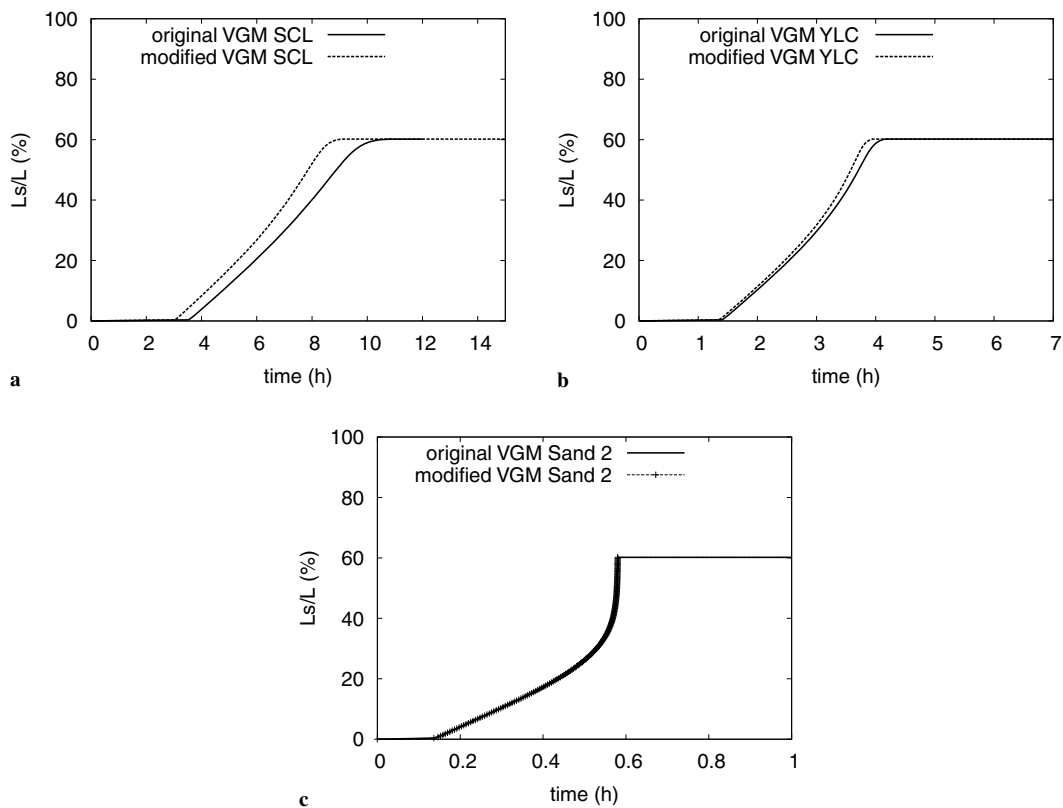 original VGM SCL
modified VGM SCL
100
80
60
40
20
0
Ls/L (%)
0 2 4 6 8 10 12 14
time (h)
a
original VGM YLC
modified VGM YLC
100
80
60
40
20
0
Ls/L (%)
0 1 2 3 4 5 6 7
time (h)
b
original VGM Sand 2
modified VGM Sand 2
100
80
60
40
20
0
Ls/L (%)
0 0.2 0.4 0.6 0.8 1
time (h)
c